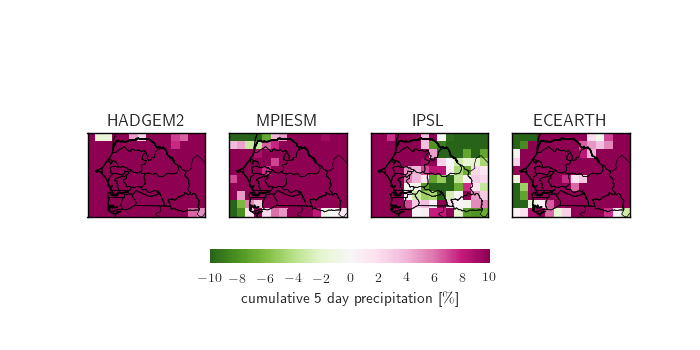 HADGEM2 MPIESM IPSL ECEARTH
−10 −8 −6 −4 −2 0 2 4 6 8 10
cumulative 5 day precipitation [%]